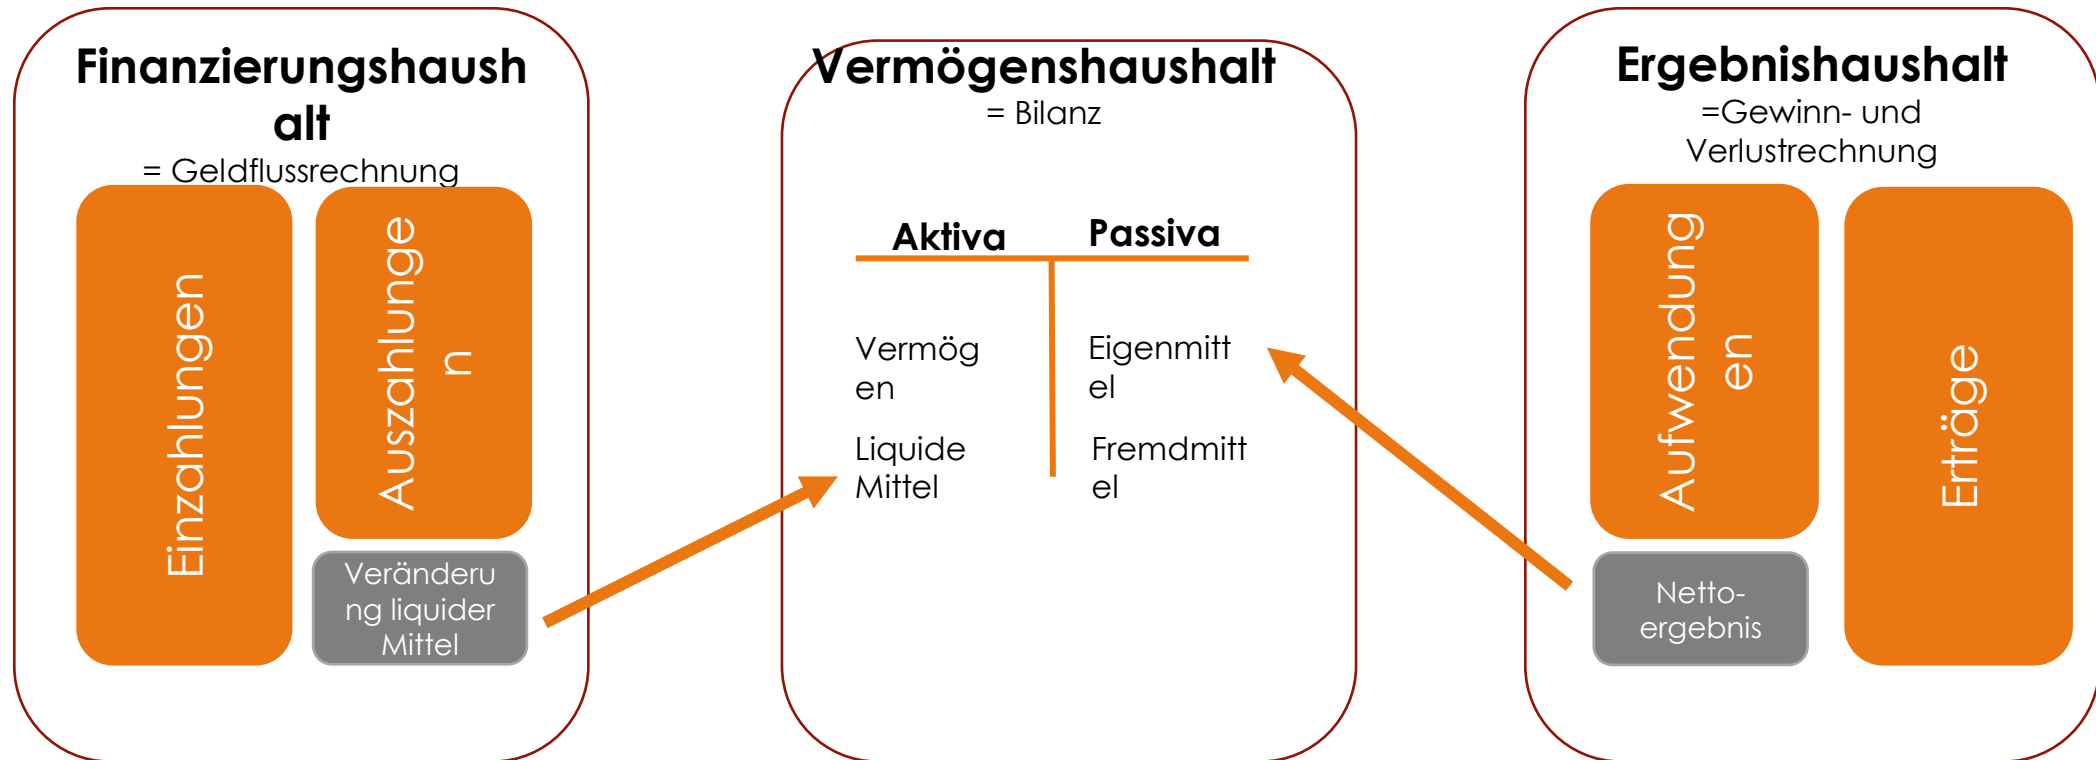 Finanzierungshaush
alt
= Geldflussrechnung
Einzahlungen
Auszahlunge
n
Veränderu
ng liquider
Mittel
Vermögenshaushalt
= Bilanz
Aktiva
Passiva
Vermög
en
Eigenmitt
el
Liquide
Mittel
Fremdmitt
el
Ergebnishaushalt
=Gewinn- und
Verlustrechnung
Aufwendung
en
Netto-
ergebnis
Erträge